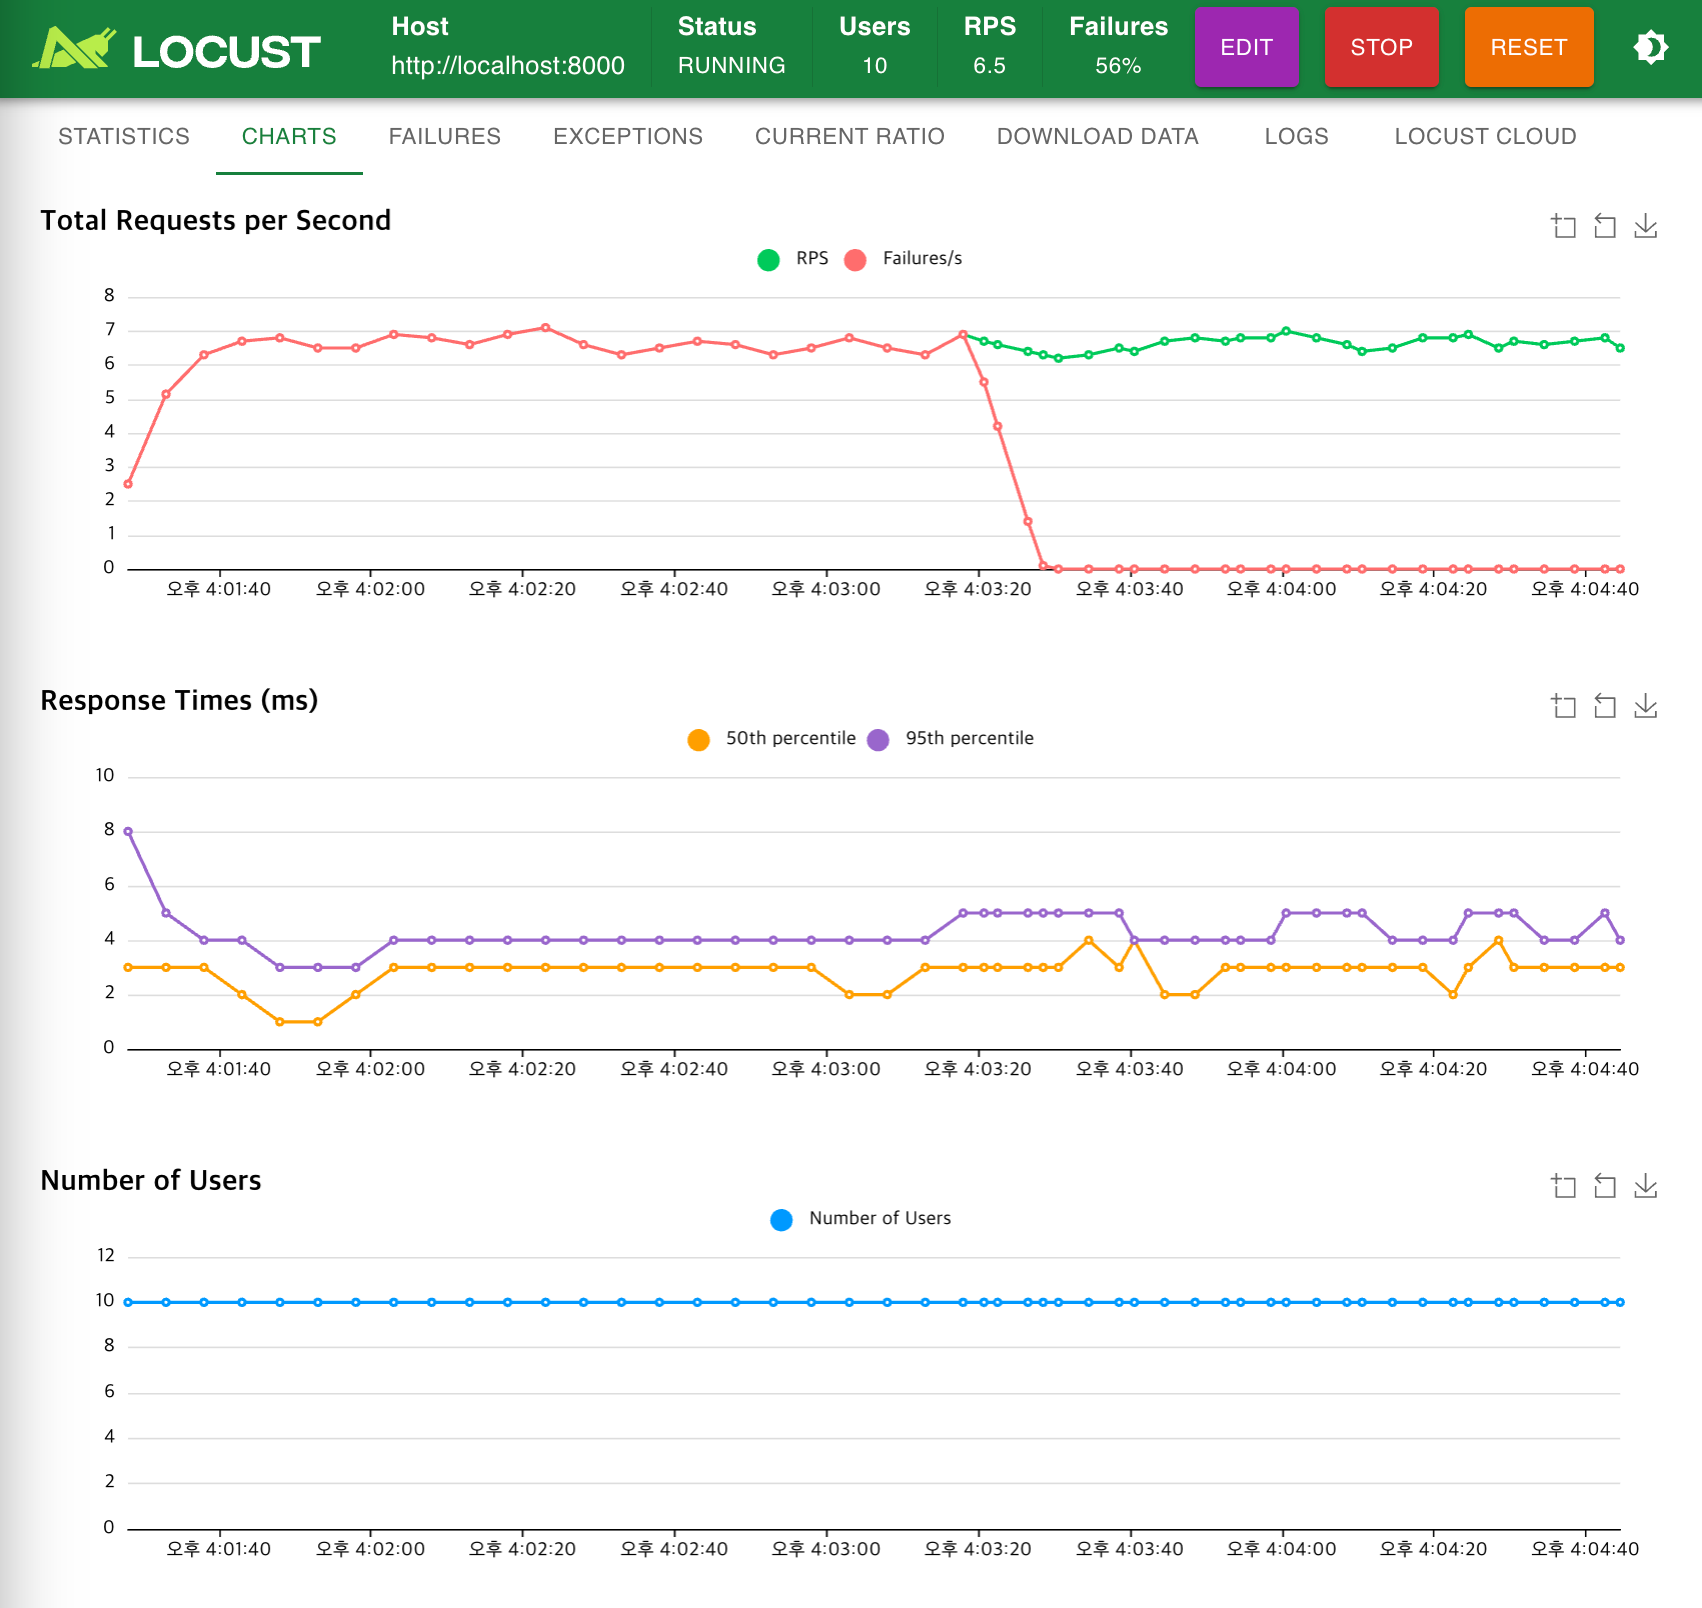 LOCUST
Host
http://localhost:8000
Status
RUNNING
Users
10
RPS
6.5
Failures
56%
EDIT
STOP
RESET
STATISTICS
CHARTS
FAILURES
EXCEPTIONS
CURRENT RATIO
DOWNLOAD DATA
LOGS
LOCUST CLOUD
Total Requests per Second
RPS
Failures/s
8
7
6
5
4
3
2
1
0
오후 4:01:40
오후 4:02:00
오후 4:02:20
오후 4:02:40
오후 4:03:00
오후 4:03:20
오후 4:03:40
오후 4:04:00
오후 4:04:20
오후 4:04:40
Response Times (ms)
50th percentile
95th percentile
10
8
6
4
2
0
오후 4:01:40
오후 4:02:00
오후 4:02:20
오후 4:02:40
오후 4:03:00
오후 4:03:20
오후 4:03:40
오후 4:04:00
오후 4:04:20
오후 4:04:40
Number of Users
Number of Users
12
10
8
6
4
2
0
오후 4:01:40
오후 4:02:00
오후 4:02:20
오후 4:02:40
오후 4:03:00
오후 4:03:20
오후 4:03:40
오후 4:04:00
오후 4:04:20
오후 4:04:40